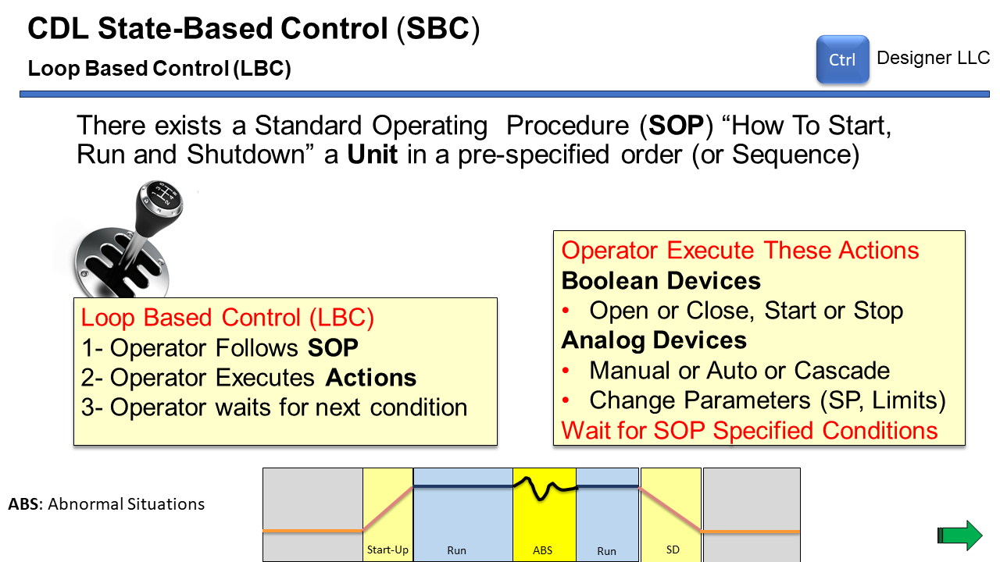 CDL State-Based Control (SBC)
Loop Based Control (LBC)
Ctrl
Designer LLC
There exists a Standard Operating  Procedure (SOP) “How To Start,
Run and Shutdown” a Unit in a pre-specified order (or Sequence)
Loop Based Control (LBC)
1- Operator Follows SOP
2- Operator Executes Actions
3- Operator waits for next condition
Operator Execute These Actions
Boolean Devices
• Open or Close, Start or Stop
Analog Devices
• Manual or Auto or Cascade
• Change Parameters (SP, Limits)
Wait for SOP Specified Conditions
ABS: Abnormal Situations
Start-Up
Run
ABS
Run
SD